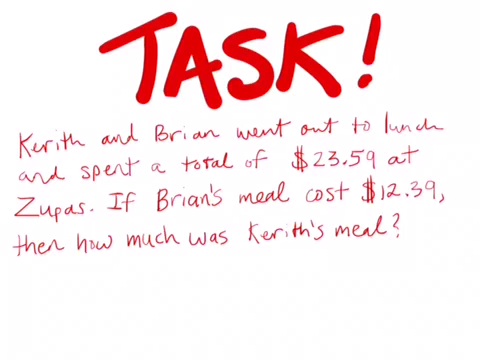 TASK!
Kerith and Brian went out to lunch
and spent a total of $23.59 at
Zupas. If Brian's meal cost $12.39,
then how much was Kerith's meal?